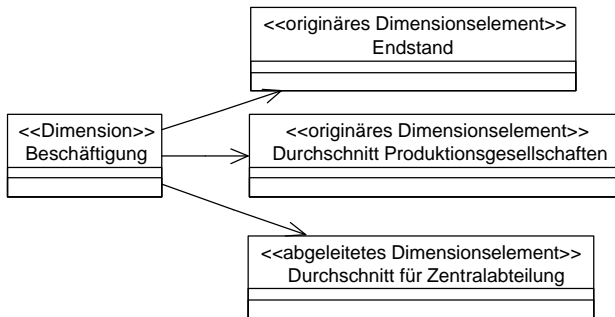 <<originäres Dimensionselement>>
Endstand
<<Dimension>>
Beschäftigung
<<originäres Dimensionselement>>
Durchschnitt Produktionsgesellschaften
<<abgeleitetes Dimensionselement>>
Durchschnitt für Zentralabteilung